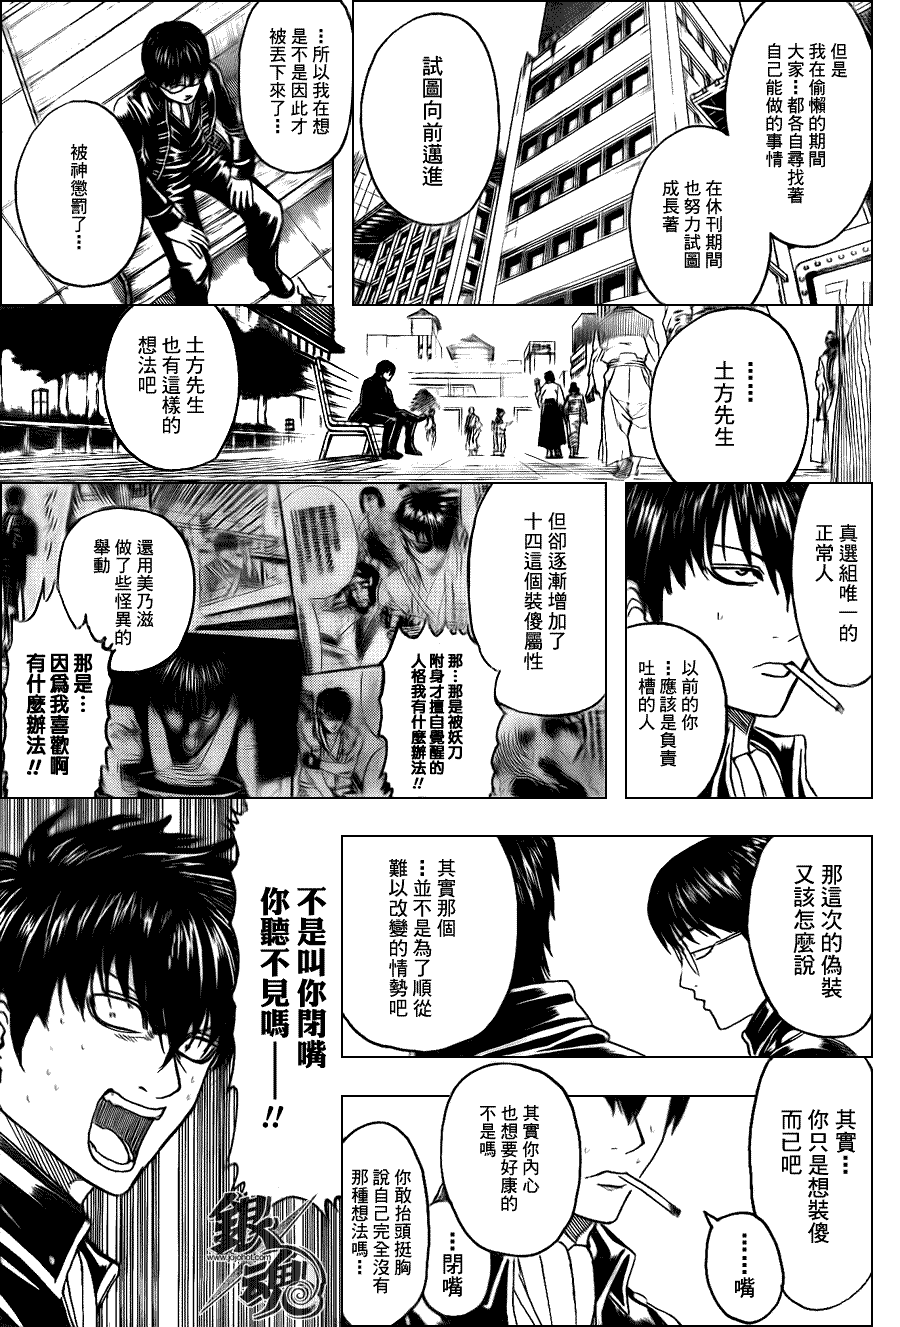 但是
我在偷懶的期間
大家…都各自尋找著
自己能做的事情
在休刊期間
也努力試圖
成長著
試圖向前邁進
…所以我在想
是不是因此才
被丟下來了…
被神懲罰了…
……
土方先生
土方先生
也有這樣的
想法吧
真選組唯一的
正常人
以前的你
…應該是負責
吐槽的人
但卻逐漸增加了
十四這個裝傻屬性
那…那是被妖刀
附身才擅自覺醒的
人格我有什麼辦法!!
還用美乃滋
做了些怪異的
舉動
那是…
因為我喜歡啊
有什麼辦法!!
那這次的偽裝
又該怎麼說
其實那個
…並不是為了順從
難以改變的情勢吧
其實…
你只是想裝傻
而已吧
……嘴
其實你內心
也想要好康的
不是嗎
…閉嘴
你敢抬頭挺胸
說自己完全沒有
那種想法嗎…
不是叫你閉嘴
你聽不見嗎——!!
銀魂
www.jojohot.com